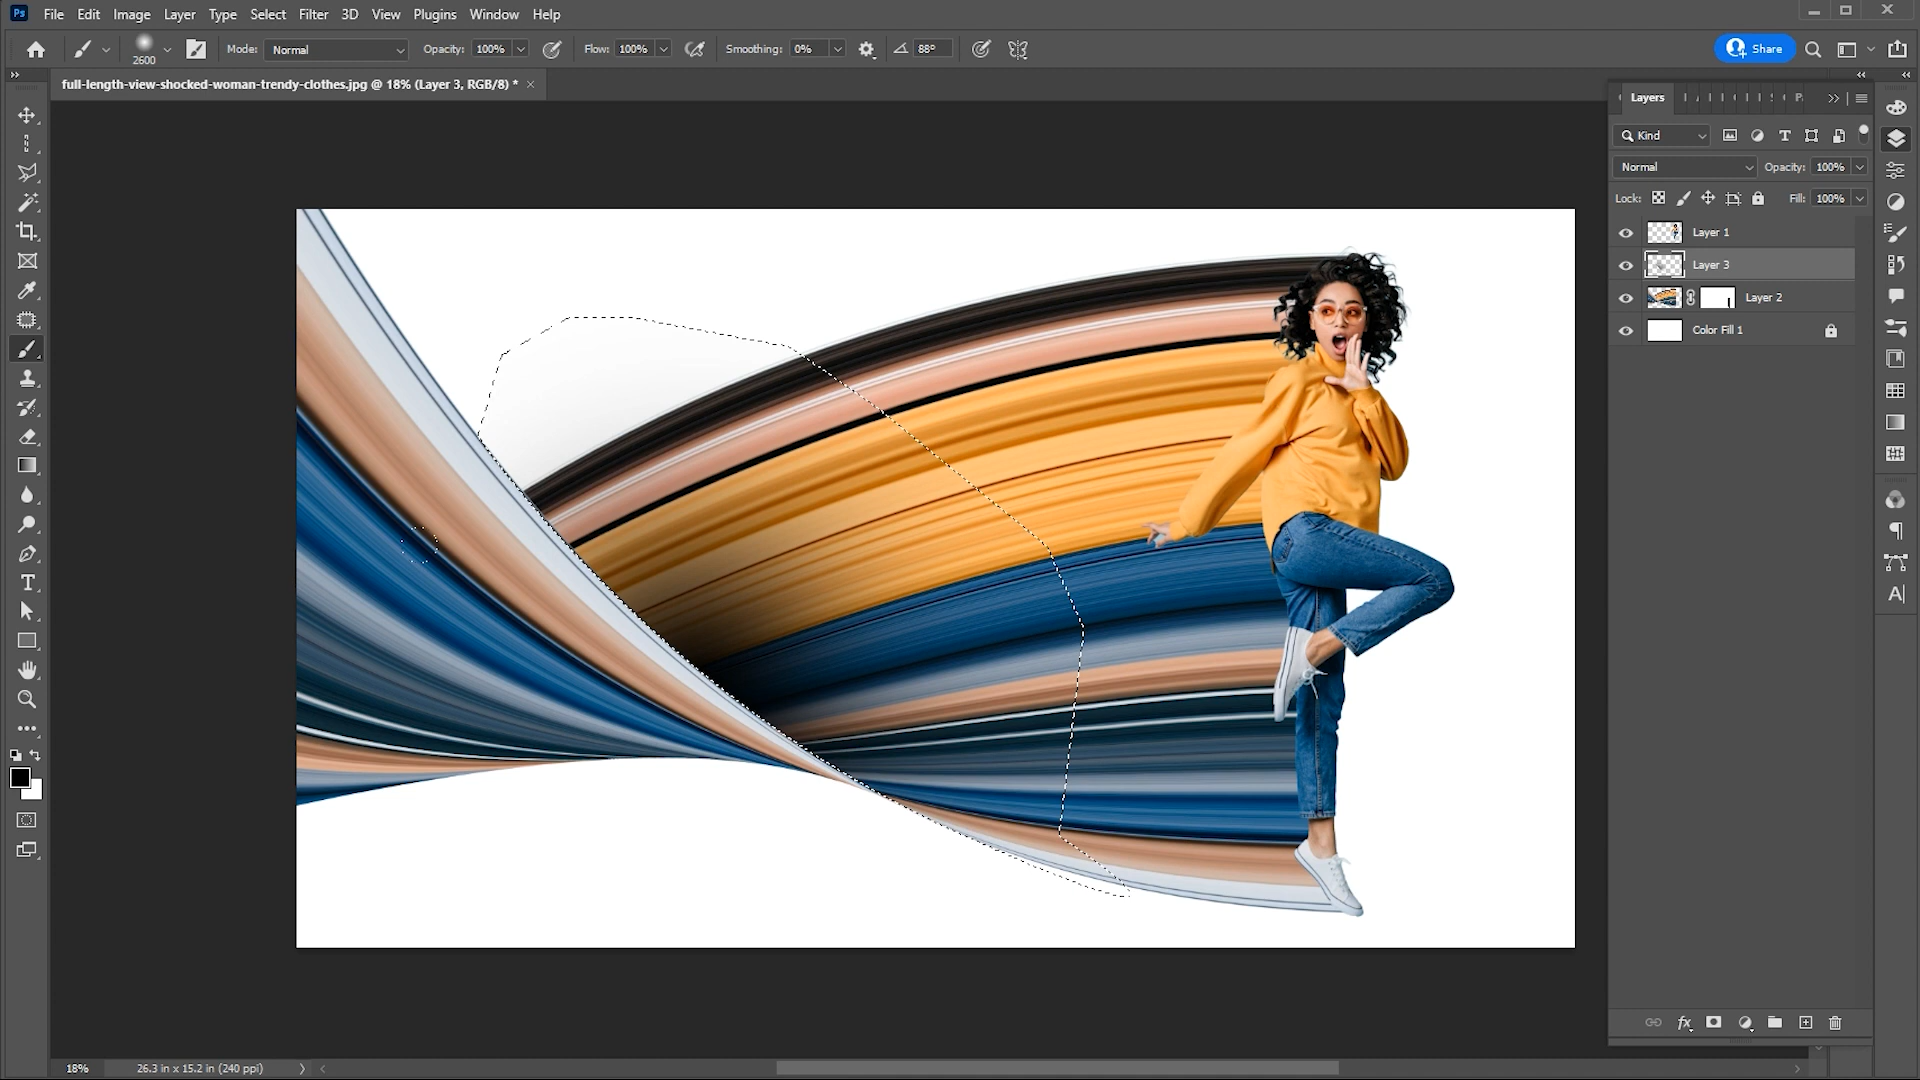 Ps File Edit Image Layer Type Select Filter 3D View Plugins Window Help
2600 Mode: Normal Opacity: 100% Flow: 100% Smoothing: 0% 88° Share
full-length-view-shocked-woman-trendy-clothes.jpg @ 18% (Layer 3, RGB/8) *
Layers
Kind
Normal Opacity: 100%
Lock: Fill: 100%
Layer 1
Layer 3
Layer 2
Color Fill 1
fx
18% 26.3 in x 15.2 in (240 ppi)